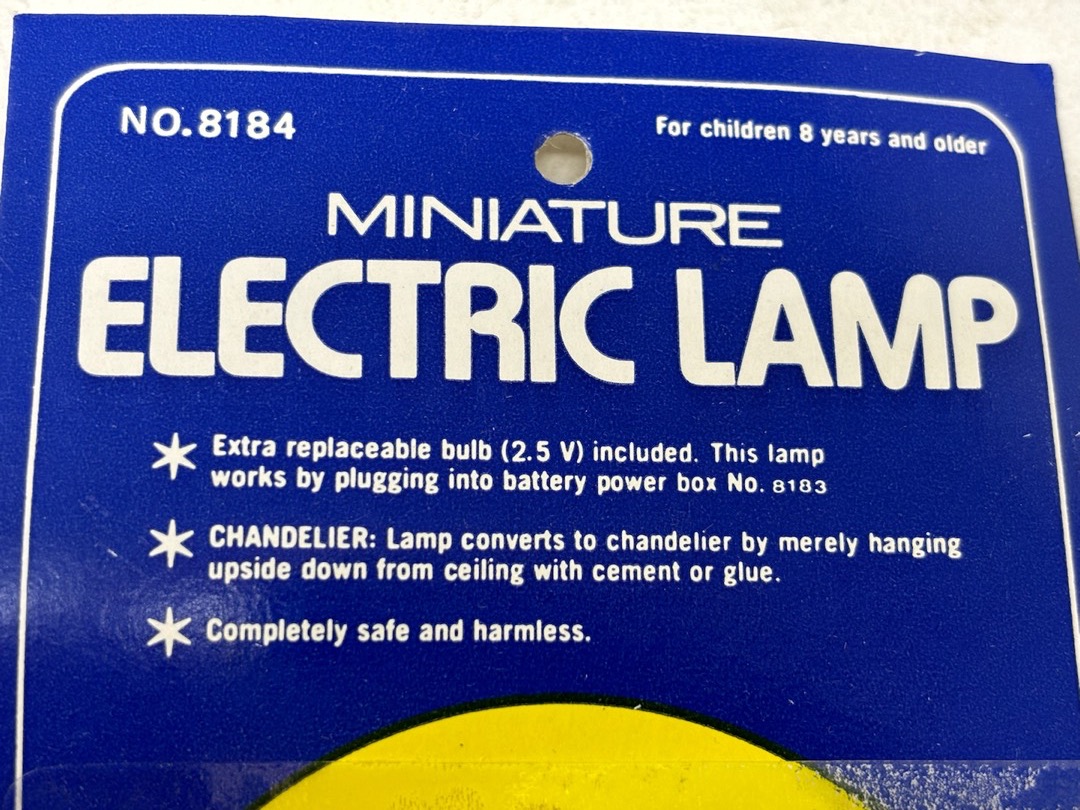 NO.8184
For children 8 years and older
MINIATURE
ELECTRIC LAMP
Extra replaceable bulb (2.5 V) included. This lamp
works by plugging into battery power box No. 8183
CHANDELIER: Lamp converts to chandelier by merely hanging
upside down from ceiling with cement or glue.
Completely safe and harmless.